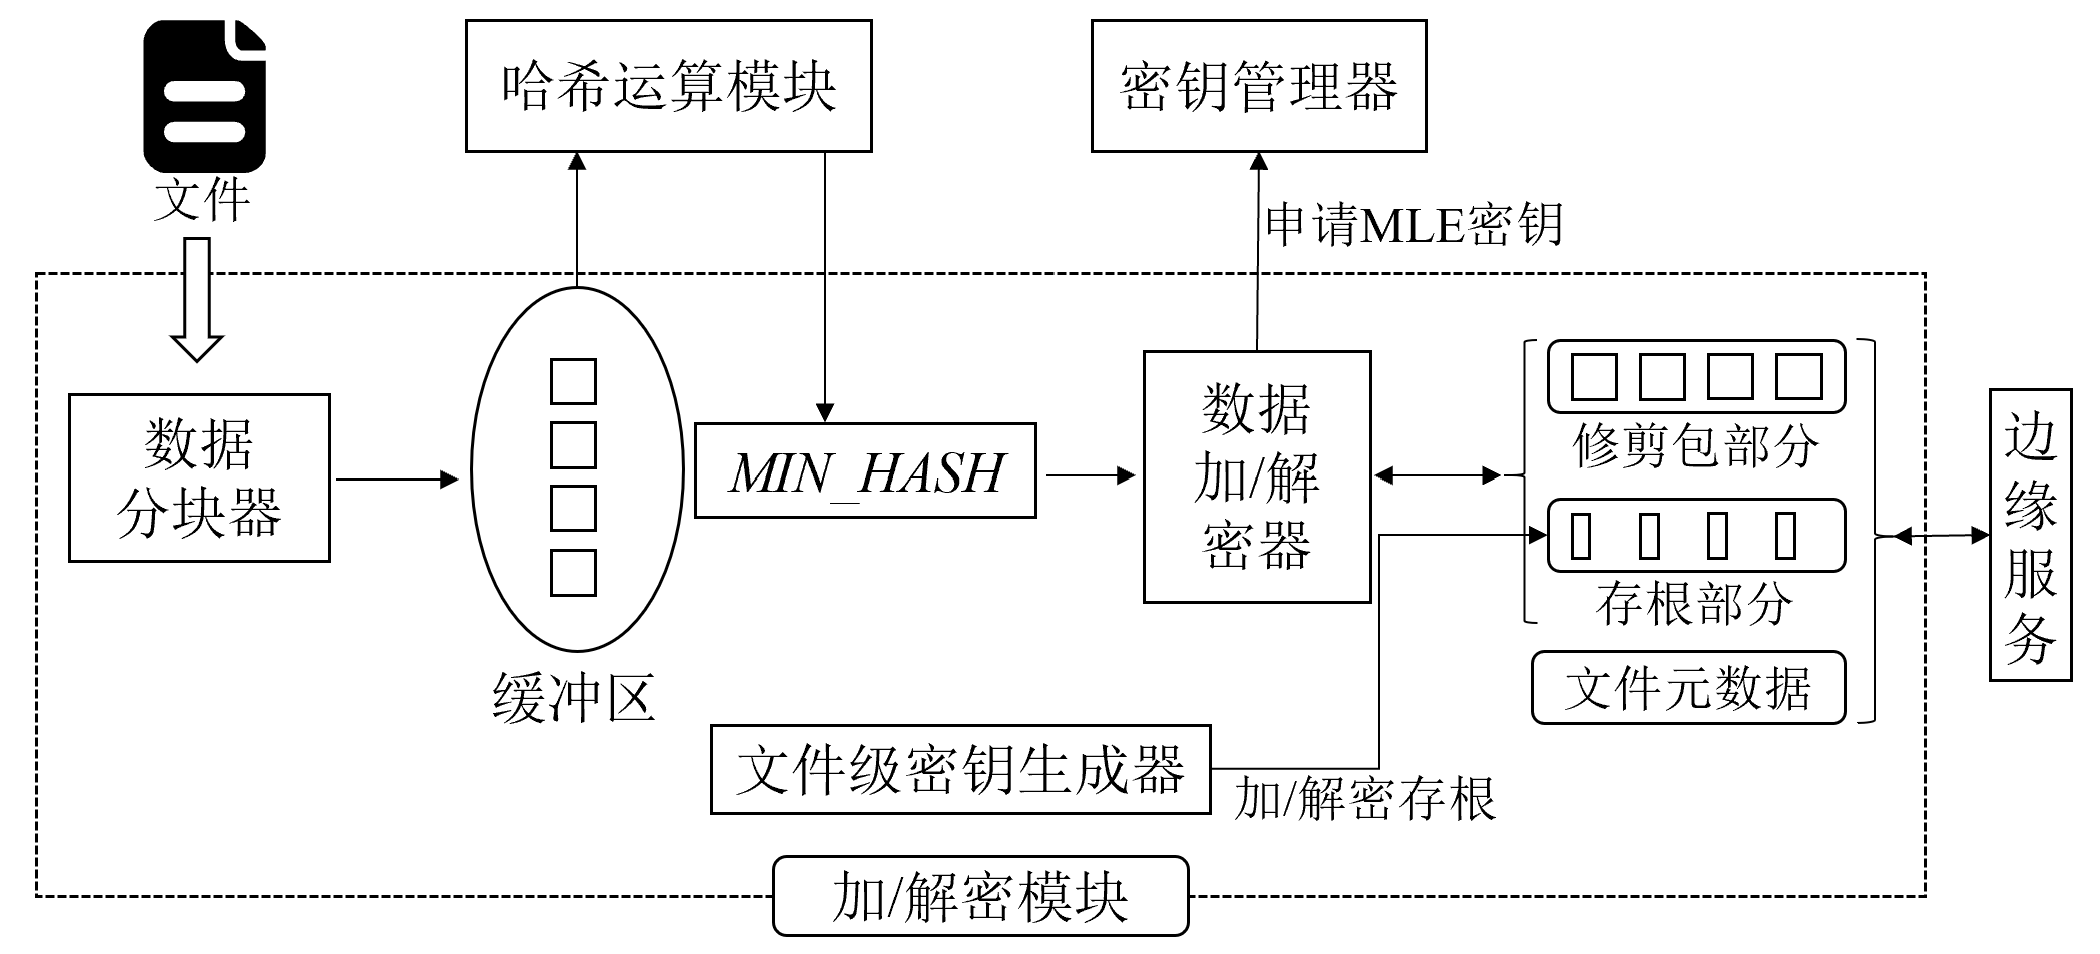 哈希运算模块
密钥管理器
文件
申请MLE密钥
数据
分块器
缓冲区
MIN_HASH
数据
加/解
密器
修剪包部分
存根部分
文件元数据
边
缘
服
务
文件级密钥生成器
加/解密存根
加/解密模块